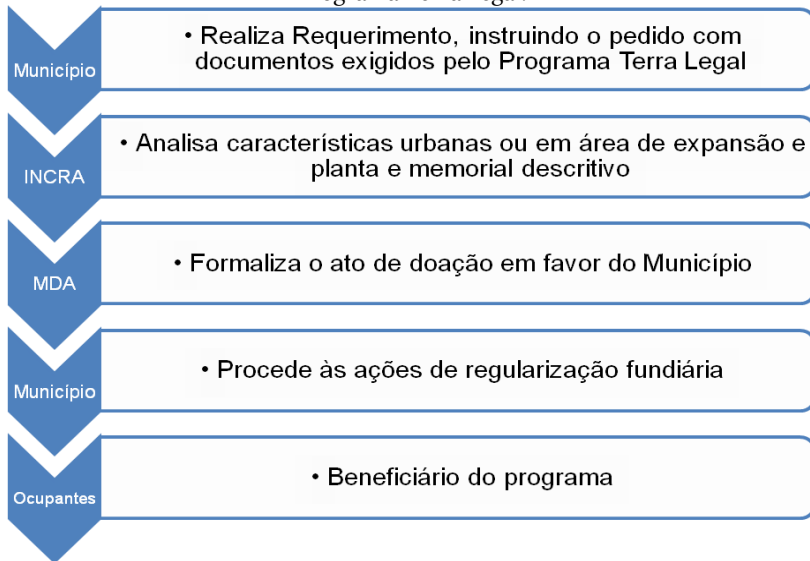 Município
• Realiza Requerimento, instruindo o pedido com
documentos exigidos pelo Programa Terra Legal
INCRA
• Analisa características urbanas ou em área de expansão e
planta e memorial descritivo
MDA
• Formaliza o ato de doação em favor do Município
Município
• Procede às ações de regularização fundiária
Ocupantes
• Beneficiário do programa